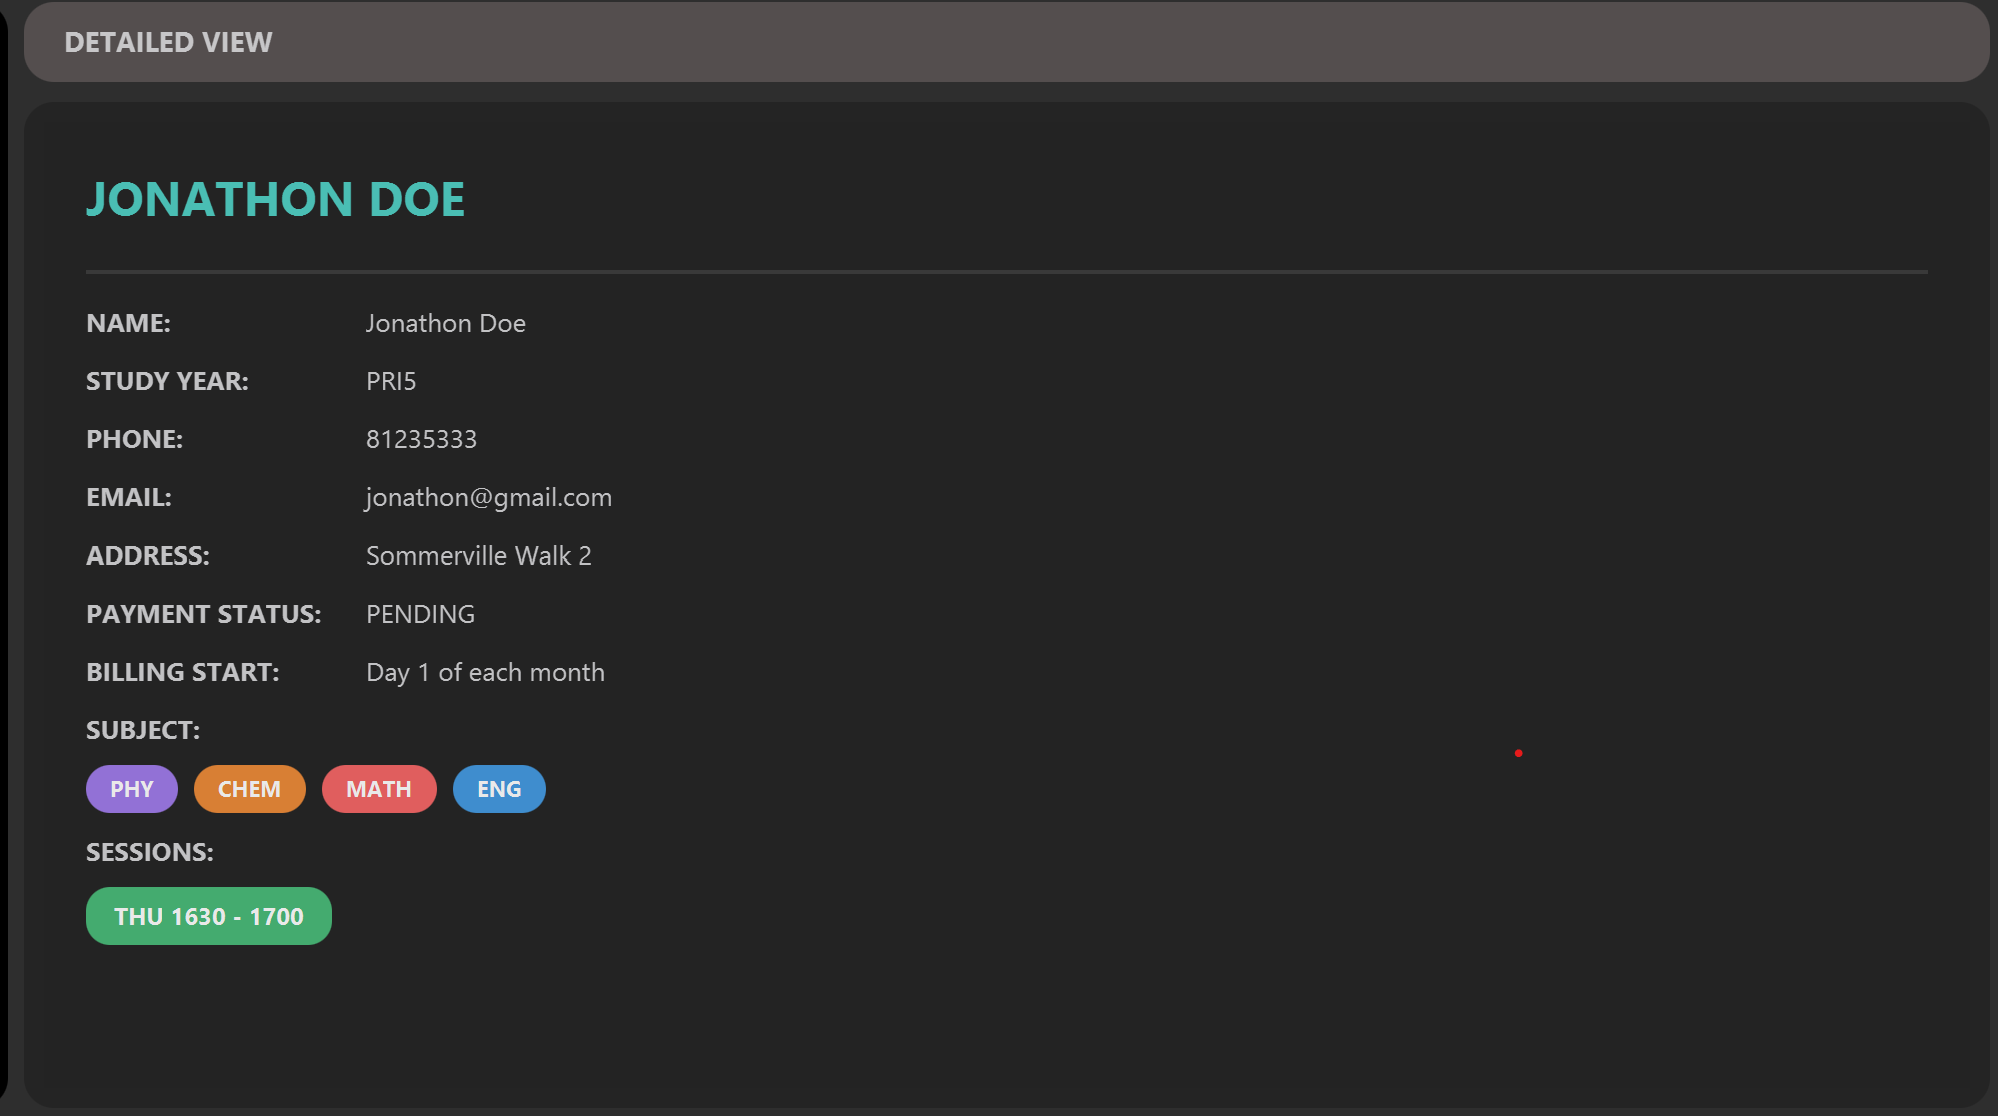 DETAILED VIEW
JONATHON DOE
NAME: Jonathon Doe
STUDY YEAR: PRI5
PHONE: 81235333
EMAIL: jonathon@gmail.com
ADDRESS: Sommerville Walk 2
PAYMENT STATUS: PENDING
BILLING START: Day 1 of each month
SUBJECT:
PHY CHEM MATH ENG
SESSIONS:
THU 1630 - 1700